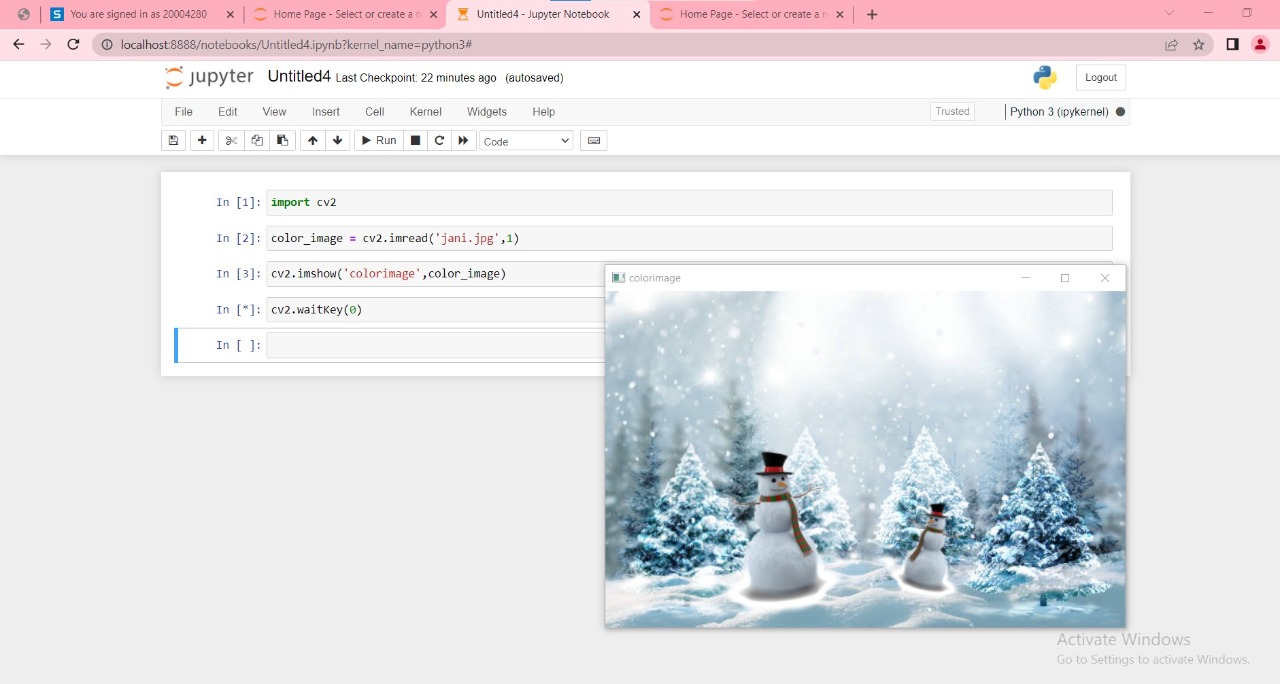 You are signed in as 20004280
Home Page - Select or create a n
Untitled4 - Jupyter Notebook
Home Page - Select or create a n
localhost:8888/notebooks/Untitled4.ipynb?kernel_name=python3#
jupyter Untitled4 Last Checkpoint: 22 minutes ago (autosaved)
Logout
File Edit View Insert Cell Kernel Widgets Help
Trusted Python 3 (ipykernel)
Run Code
In [1]: import cv2
In [2]: color_image = cv2.imread('jani.jpg',1)
In [3]: cv2.imshow('colorimage',color_image)
colorimage
In [*]: cv2.waitKey(0)
In [ ]:
Activate Windows
Go to Settings to activate Windows.